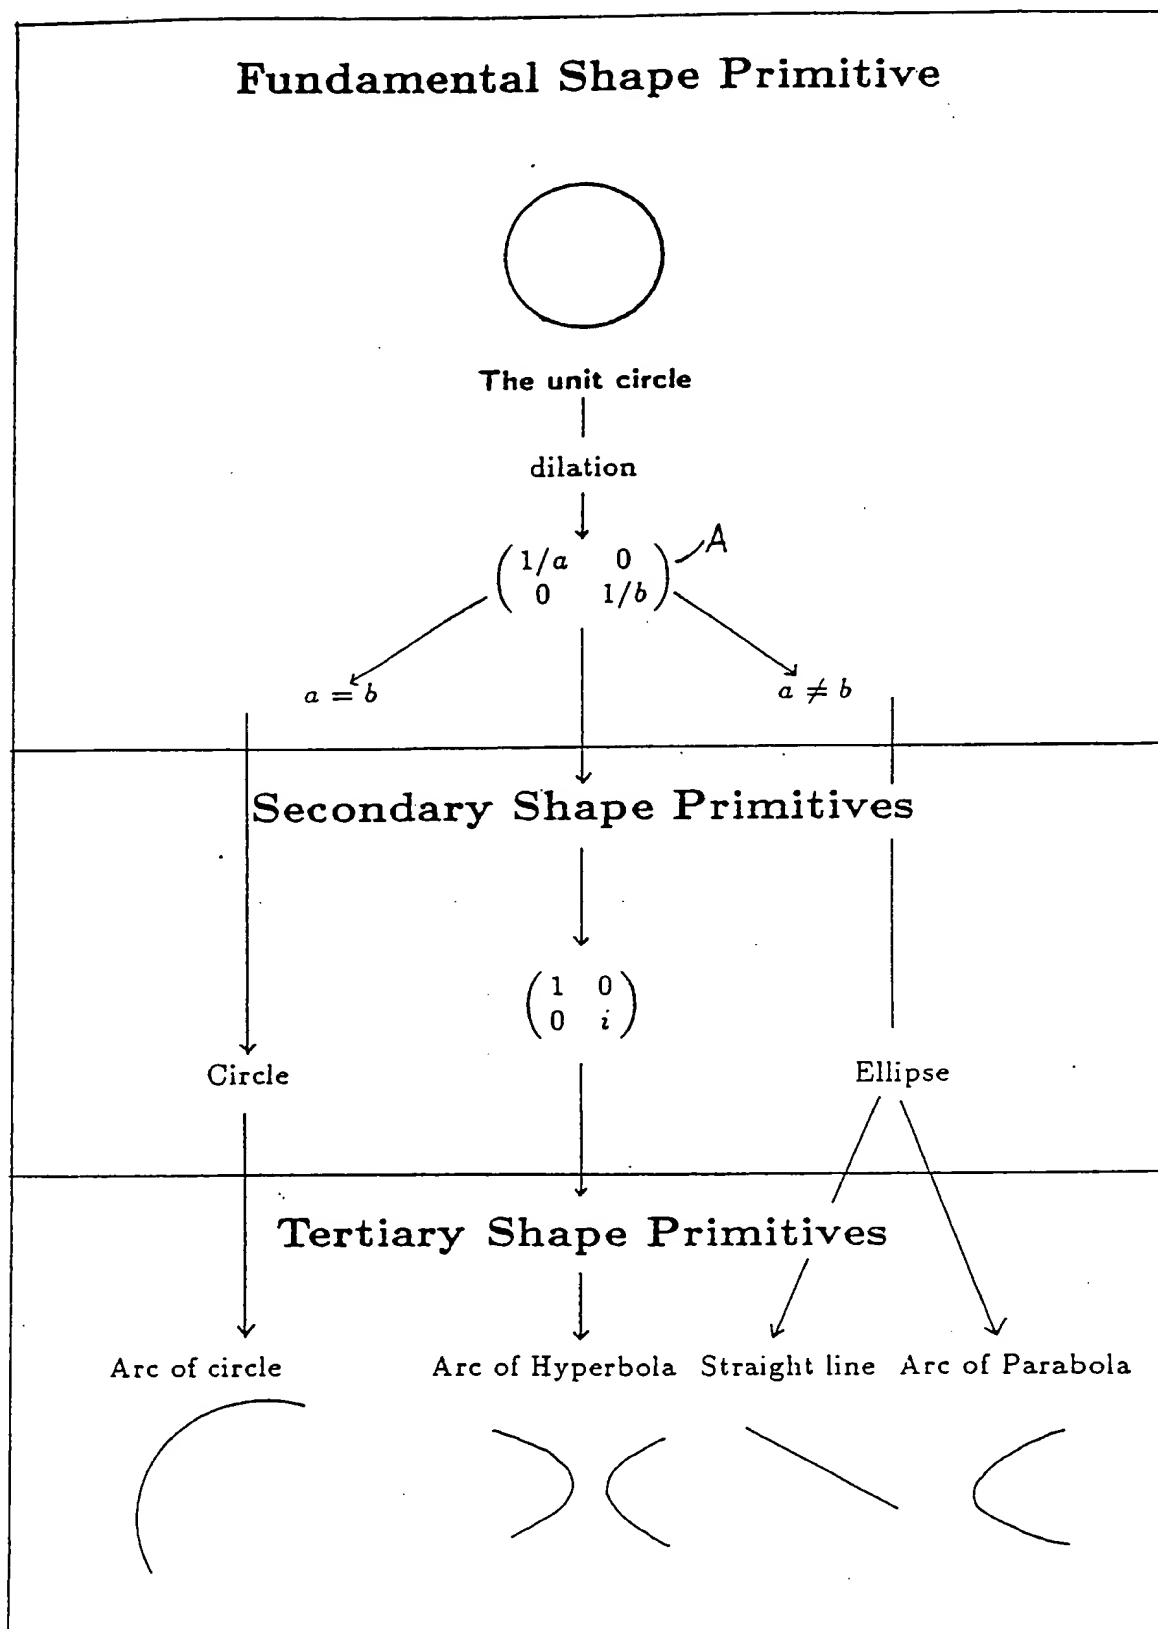 Fundamental Shape Primitive
The unit circle
dilation
( 1/a 0 ) A
( 0 1/b )
a = b
a ≠ b
Secondary Shape Primitives
( 1 0 )
( 0 i )
Circle
Ellipse
Tertiary Shape Primitives
Arc of circle
Arc of Hyperbola
Straight line
Arc of Parabola